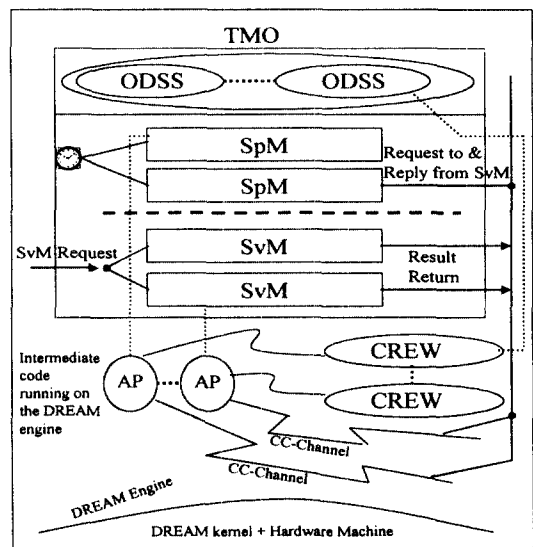 TMO
ODSS
ODSS
SpM
SpM
Request to &
Reply from SvM
SvM Request
SvM
SvM
Result
Return
Intermediate
code
running on
the DREAM
engine
AP
AP
CREW
CREW
CC-Channel
CC-Channel
DREAM Engine
DREAM kernel + Hardware Machine